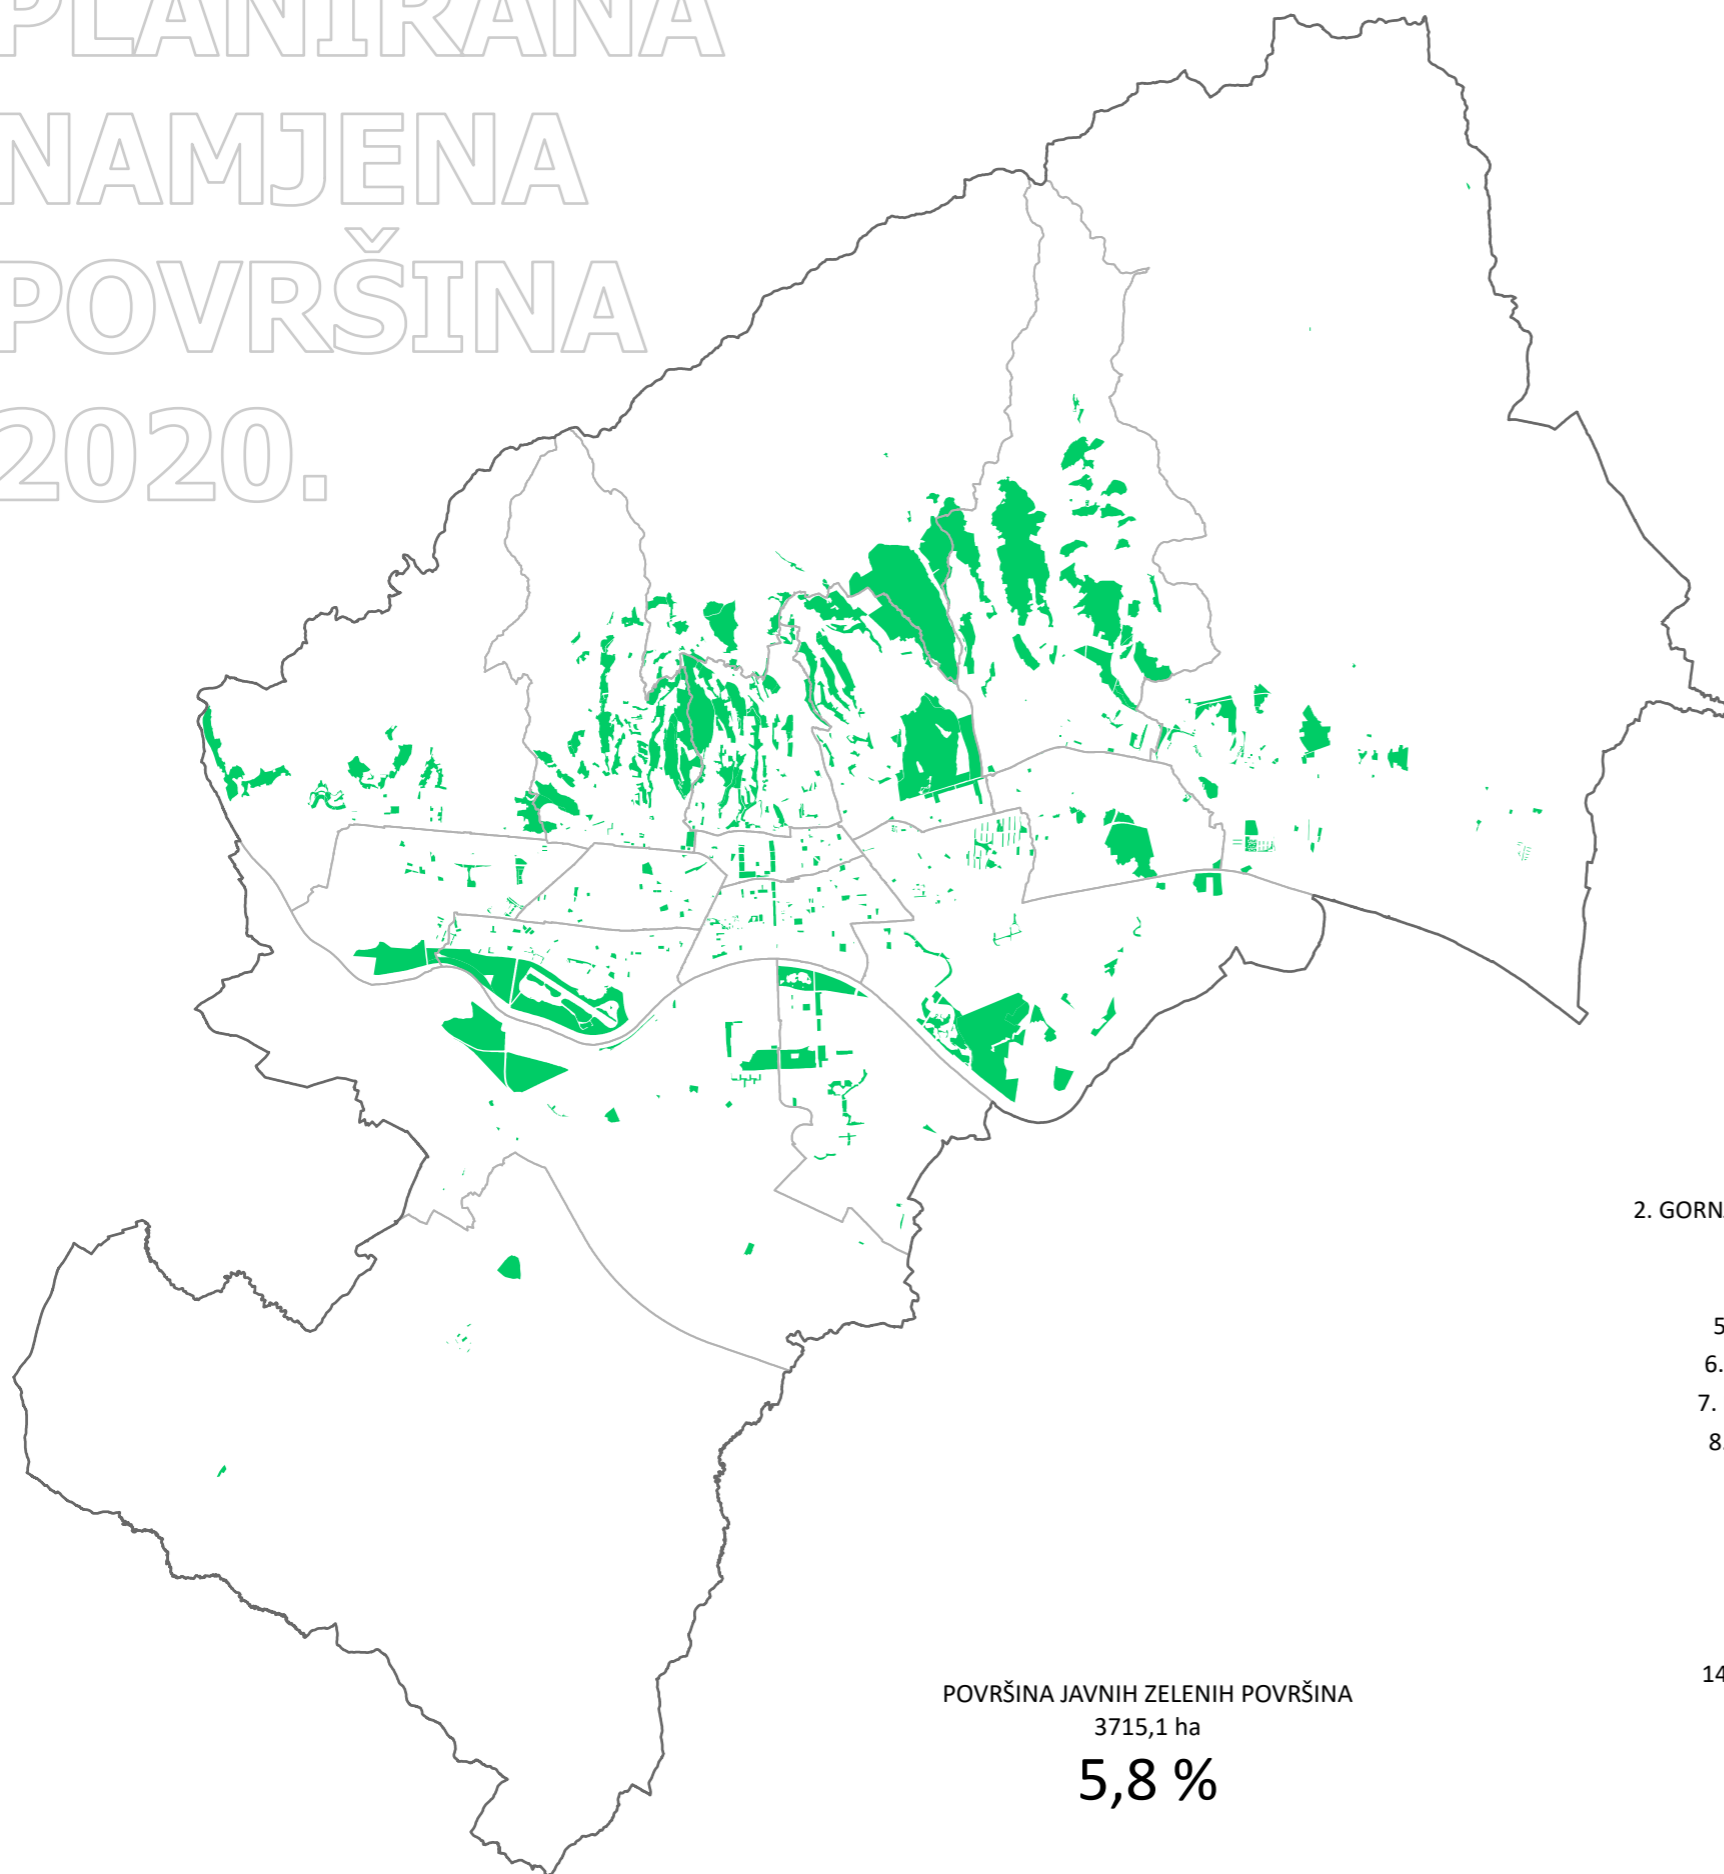 PLANIRANA
NAMJENA
POVRŠINA
2020.
2. GORNJ
5
6.
7.
8.
14
POVRŠINA JAVNIH ZELENIH POVRŠINA
3715,1 ha
5,8 %